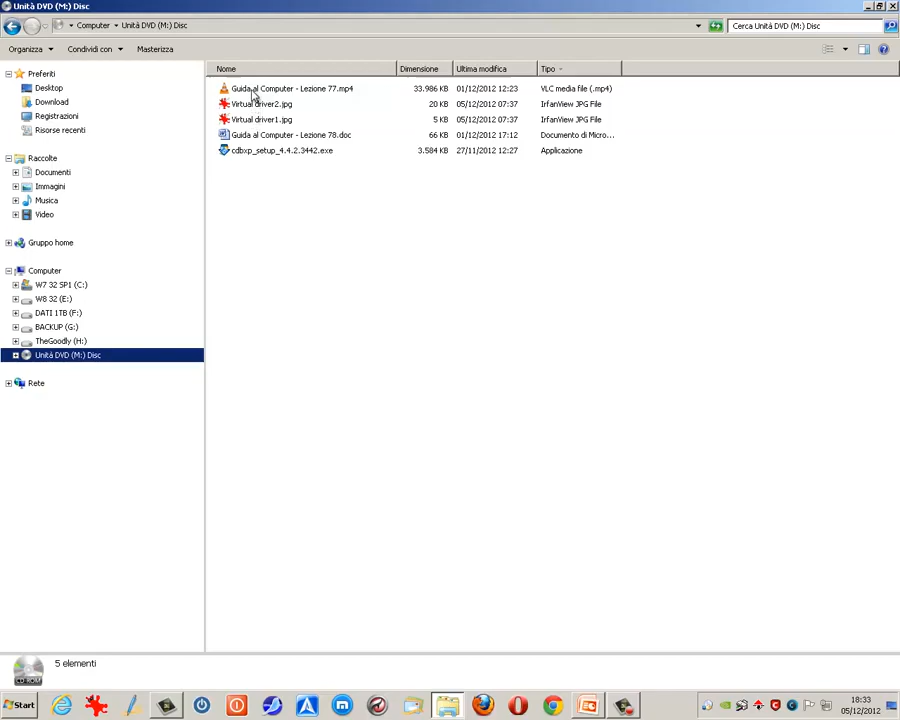 Unità DVD (M:) Disc
Computer Unità DVD (M:) Disc
Cerca Unità DVD (M:) Disc
Organizza Condividi con Masterizza
Preferiti
Desktop
Download
Registrazioni
Risorse recenti
Raccolte
Documenti
Immagini
Musica
Video
Gruppo home
Computer
W7 32 SP1 (C:)
W8 32 (E:)
DATI 1TB (F:)
BACKUP (G:)
TheGoodly (H:)
Unità DVD (M:) Disc
Rete
Nome Dimensione Ultima modifica Tipo
Guida al Computer - Lezione 77.mp4 33.986 KB 01/12/2012 12:23 VLC media file (.mp4)
Virtual driver2.jpg 20 KB 05/12/2012 07:37 IrfanView JPG File
Virtual driver1.jpg 5 KB 05/12/2012 07:37 IrfanView JPG File
Guida al Computer - Lezione 78.doc 66 KB 01/12/2012 17:12 Documento di Micro...
cdbxp_setup_4.4.2.3442.exe 3.584 KB 27/11/2012 12:27 Applicazione
5 elementi
CD-ROM
Start
18:33
05/12/2012